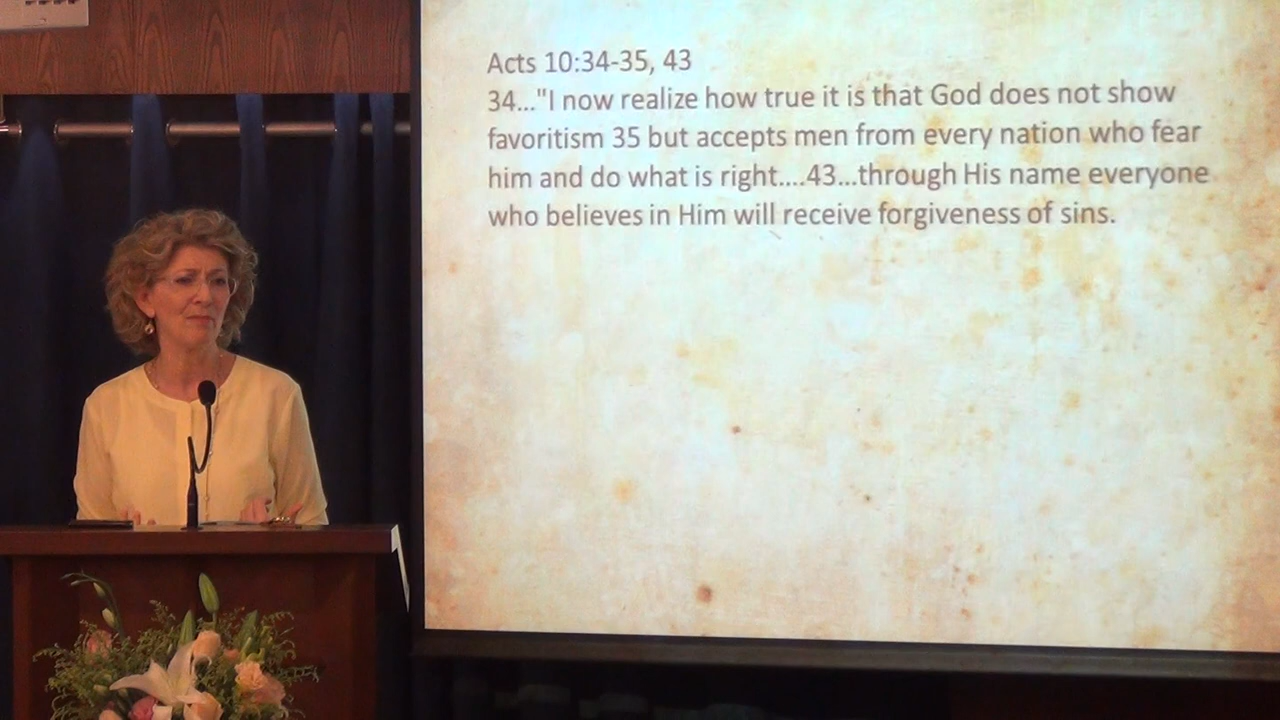 Acts 10:34-35, 43
34..."I now realize how true it is that God does not show
favoritism 35 but accepts men from every nation who fear
him and do what is right....43...through His name everyone
who believes in Him will receive forgiveness of sins.